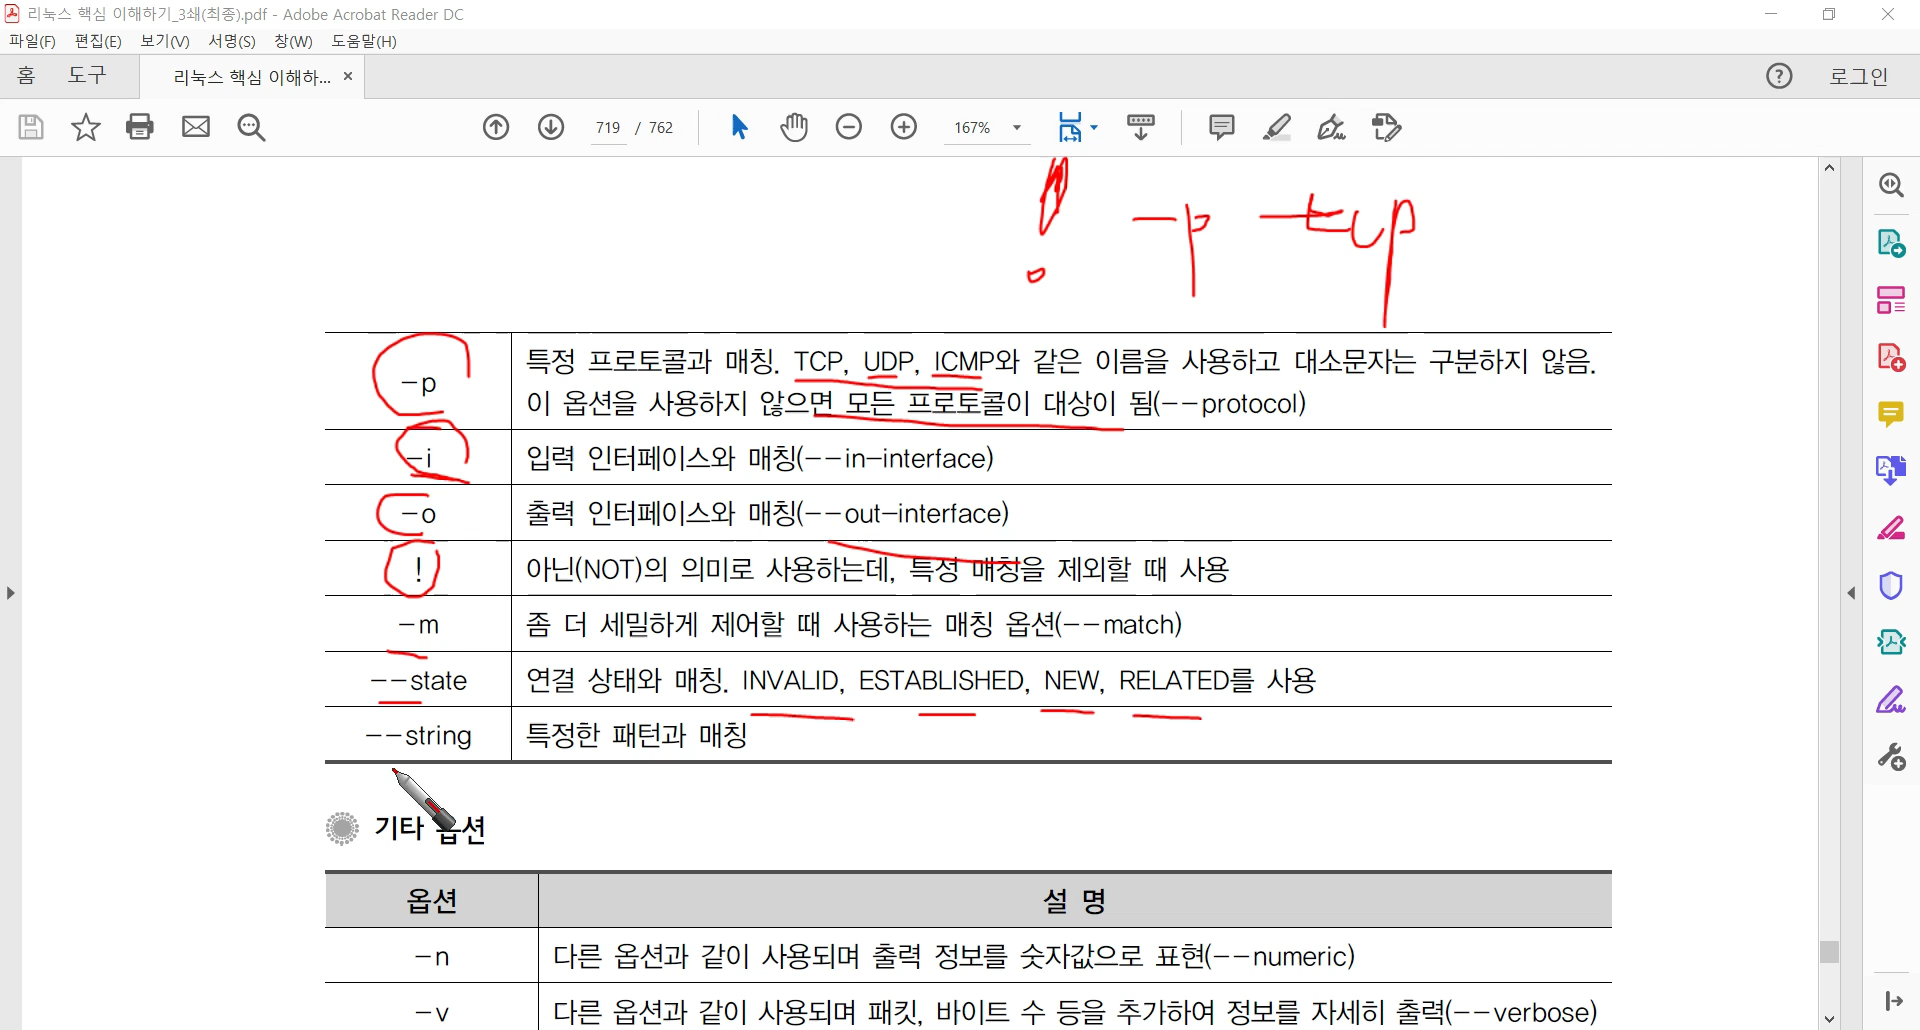 리눅스 핵심 이해하기_3쇄(최종).pdf - Adobe Acrobat Reader DC
파일(F) 편집(E) 보기(V) 서명(S) 창(W) 도움말(H)
홈 도구 리눅스 핵심 이해하... × 로그인
719 / 762 167%
! -p tcp
-p 특정 프로토콜과 매칭. TCP, UDP, ICMP와 같은 이름을 사용하고 대소문자는 구분하지 않음.
이 옵션을 사용하지 않으면 모든 프로토콜이 대상이 됨(--protocol)
-i 입력 인터페이스와 매칭(--in-interface)
-o 출력 인터페이스와 매칭(--out-interface)
! 아닌(NOT)의 의미로 사용하는데, 특정 매칭을 제외할 때 사용
-m 좀 더 세밀하게 제어할 때 사용하는 매칭 옵션(--match)
--state 연결 상태와 매칭. INVALID, ESTABLISHED, NEW, RELATED를 사용
--string 특정한 패턴과 매칭
기타 옵션
옵션 설 명
-n 다른 옵션과 같이 사용되며 출력 정보를 숫자값으로 표현(--numeric)
-v 다른 옵션과 같이 사용되며 패킷, 바이트 수 등을 추가하여 정보를 자세히 출력(--verbose)